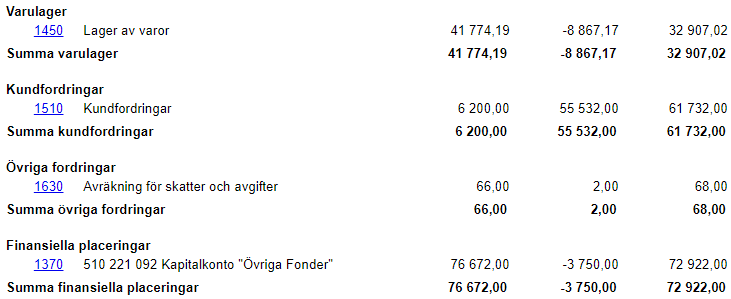 Varulager
1450 Lager av varor 41 774,19 -8 867,17 32 907,02
Summa varulager 41 774,19 -8 867,17 32 907,02
Kundfordringar
1510 Kundfordringar 6 200,00 55 532,00 61 732,00
Summa kundfordringar 6 200,00 55 532,00 61 732,00
Övriga fordringar
1630 Avräkning för skatter och avgifter 66,00 2,00 68,00
Summa övriga fordringar 66,00 2,00 68,00
Finansiella placeringar
1370 510 221 092 Kapitalkonto "Övriga Fonder" 76 672,00 -3 750,00 72 922,00
Summa finansiella placeringar 76 672,00 -3 750,00 72 922,00